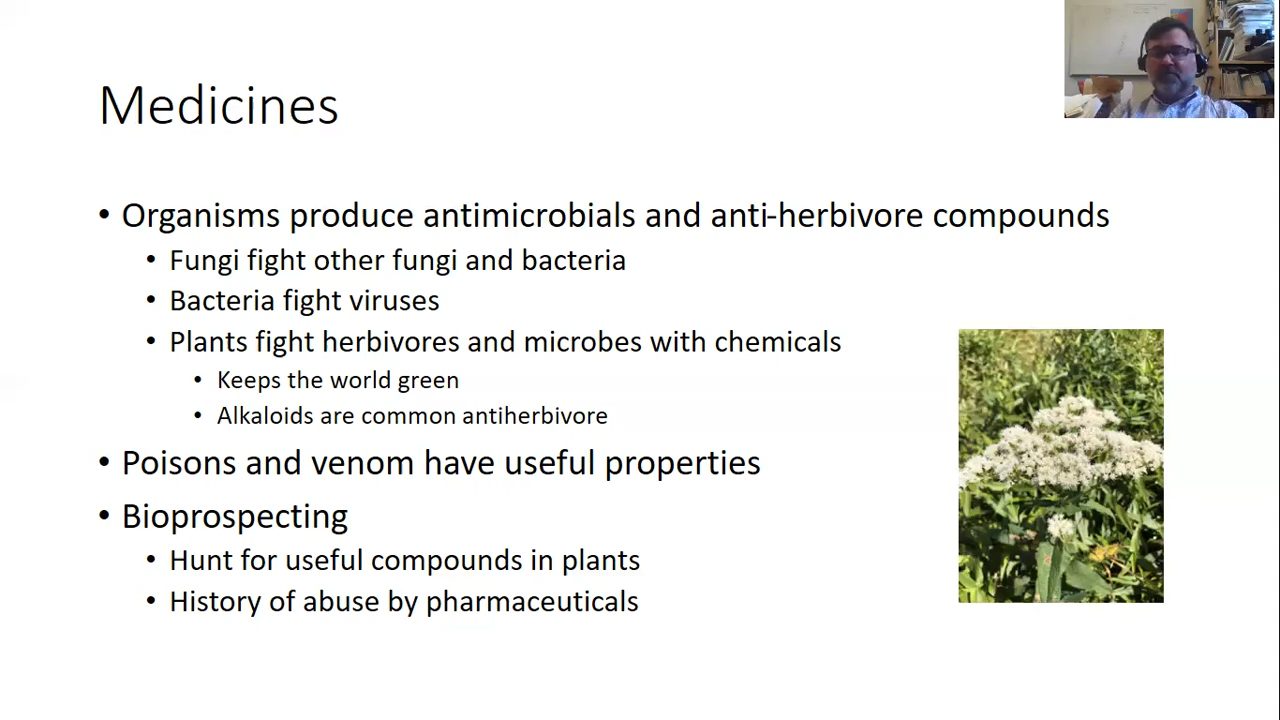 Medicines
• Organisms produce antimicrobials and anti-herbivore compounds
• Fungi fight other fungi and bacteria
• Bacteria fight viruses
• Plants fight herbivores and microbes with chemicals
• Keeps the world green
• Alkaloids are common antiherbivore
• Poisons and venom have useful properties
• Bioprospecting
• Hunt for useful compounds in plants
• History of abuse by pharmaceuticals